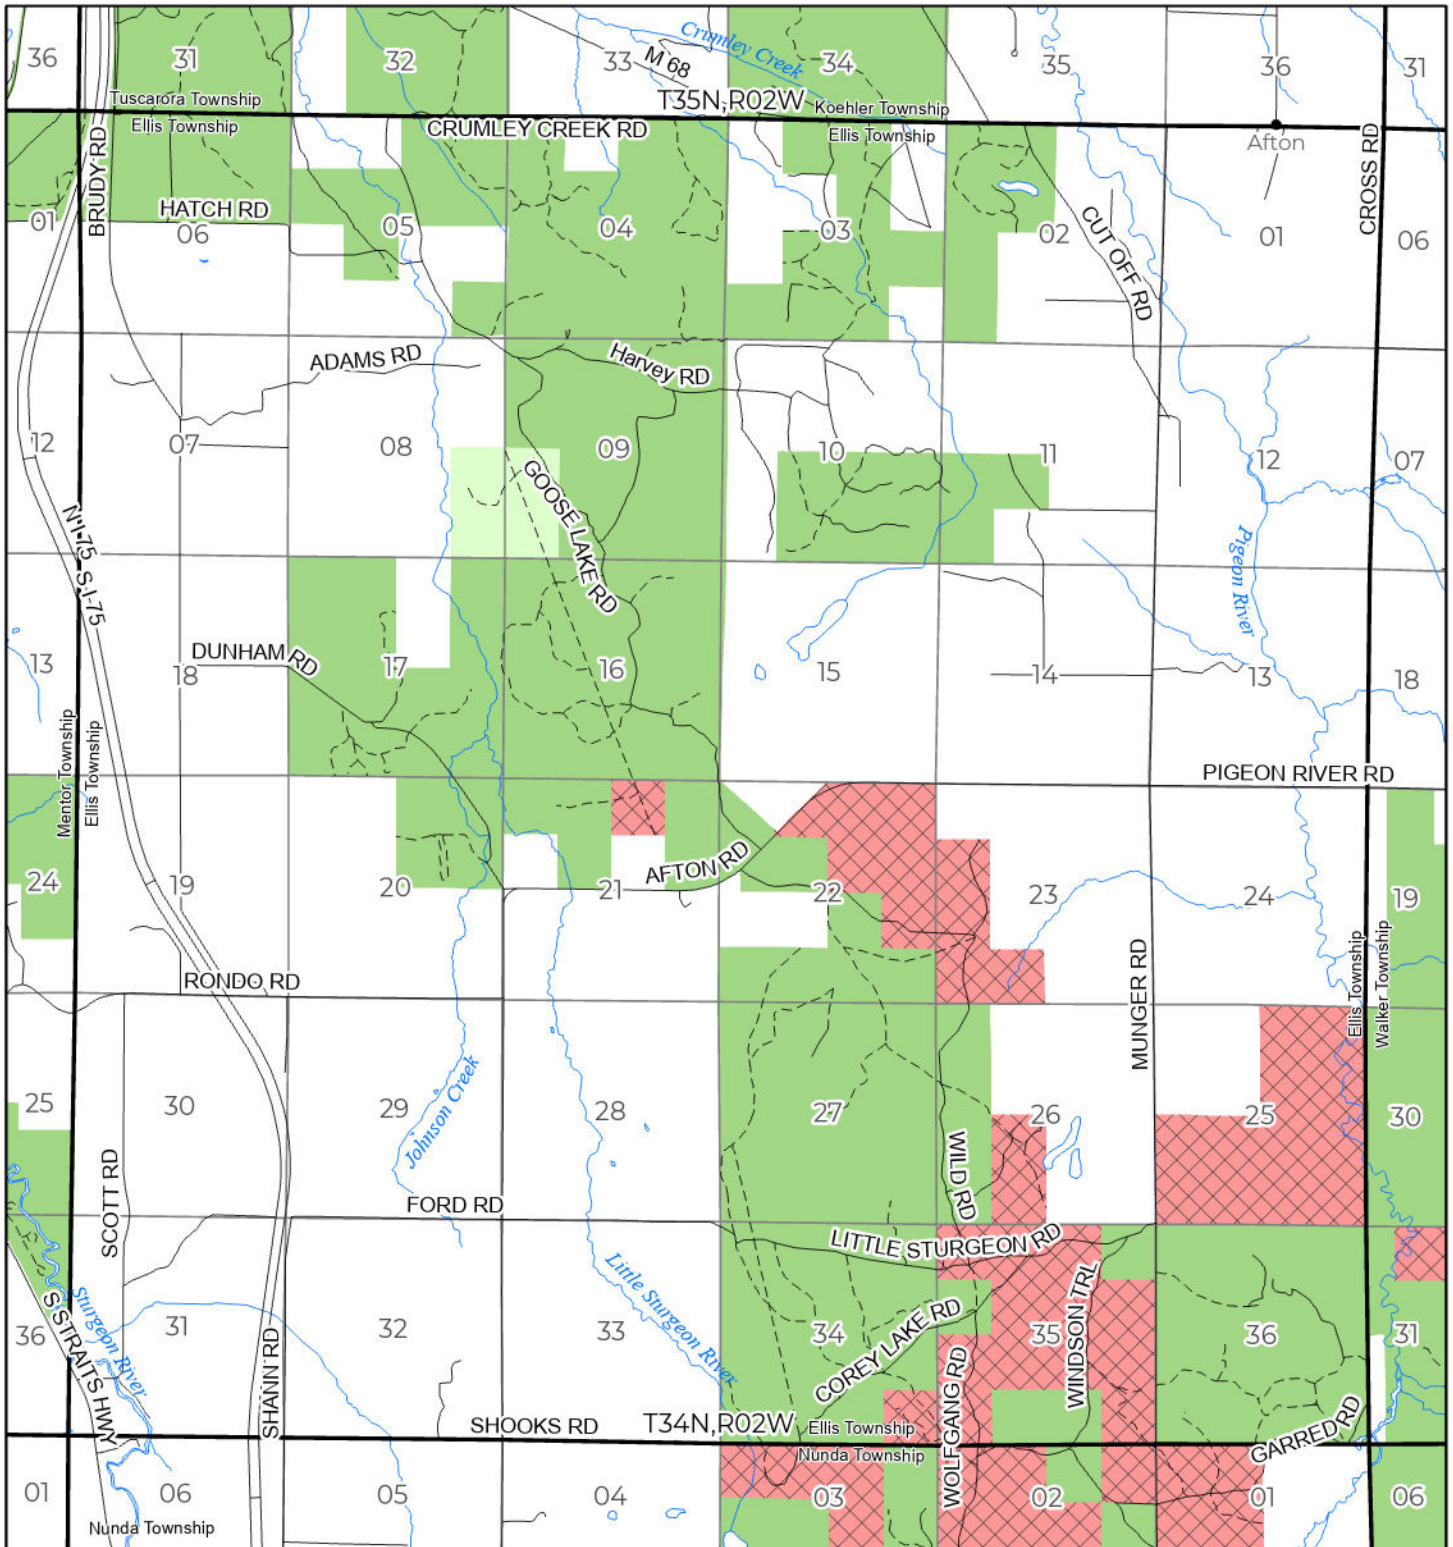 36
31
32
33
M 68
Crumley Creek
34
35
36
31
Tuscarora Township
T35N,R02W
Koehler Township
Ellis Township
CRUMLEY CREEK RD
Ellis Township
Afton
BRUDY RD
CROSS RD
01
HATCH RD
06
05
04
03
02
CUT OFF RD
01
06
ADAMS RD
Harvey RD
12
07
08
09
10
11
12
07
GOOSE LAKE RD
N I-75
S I-75
Pigeon River
13
DUNHAM RD
18
17
16
15
14
13
18
Mentor Township
Ellis Township
PIGEON RIVER RD
24
19
20
21
AFTON RD
22
23
24
19
RONDO RD
MUNGER RD
Ellis Township
Walker Township
25
30
29
28
27
26
25
30
Johnson Creek
SCOTT RD
WILD RD
FORD RD
LITTLE STURGEON RD
Little Sturgeon River
Sturgeon River
S STRAITS HWY
36
31
32
33
34
COREY LAKE RD
35
WINDSON TRL
36
31
SHANN RD
WOLFGANG RD
SHOOKS RD
T34N,R02W
Ellis Township
Nunda Township
GARRED RD
01
06
05
04
03
02
01
06
Nunda Township